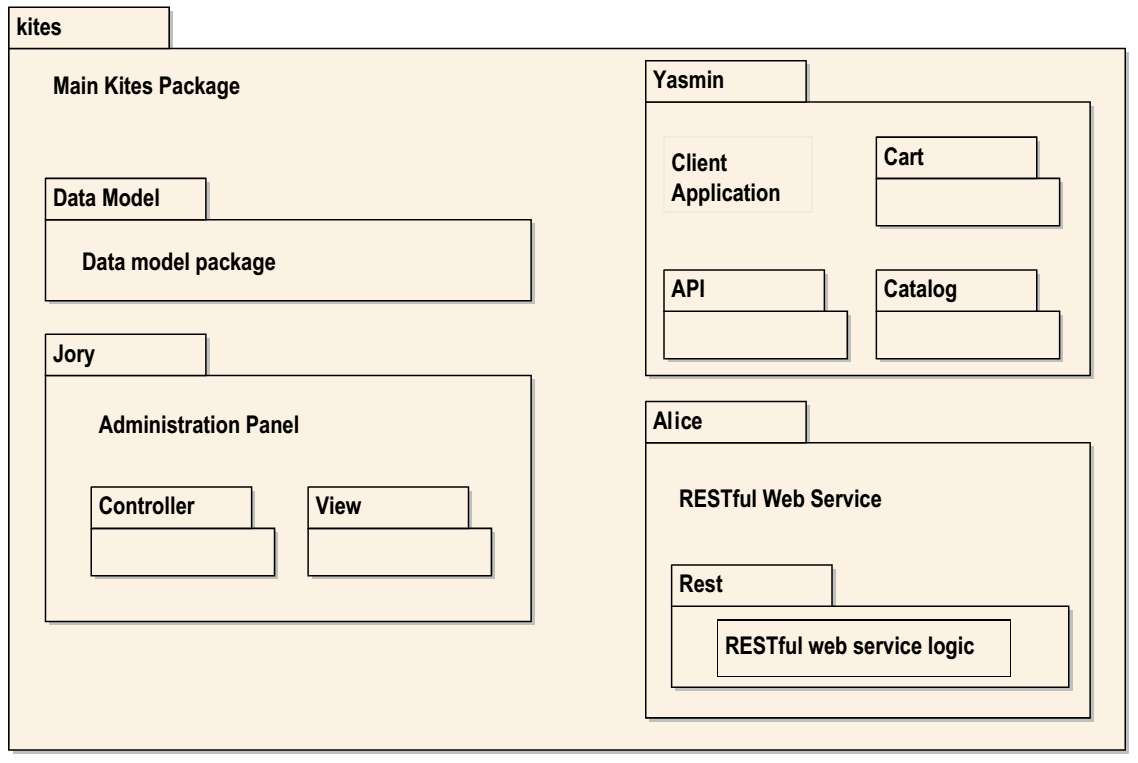 kites
Main Kites Package
Data Model
Data model package
Jory
Administration Panel
Controller
View
Yasmin
Client
Application
Cart
API
Catalog
Alice
RESTful Web Service
Rest
RESTful web service logic